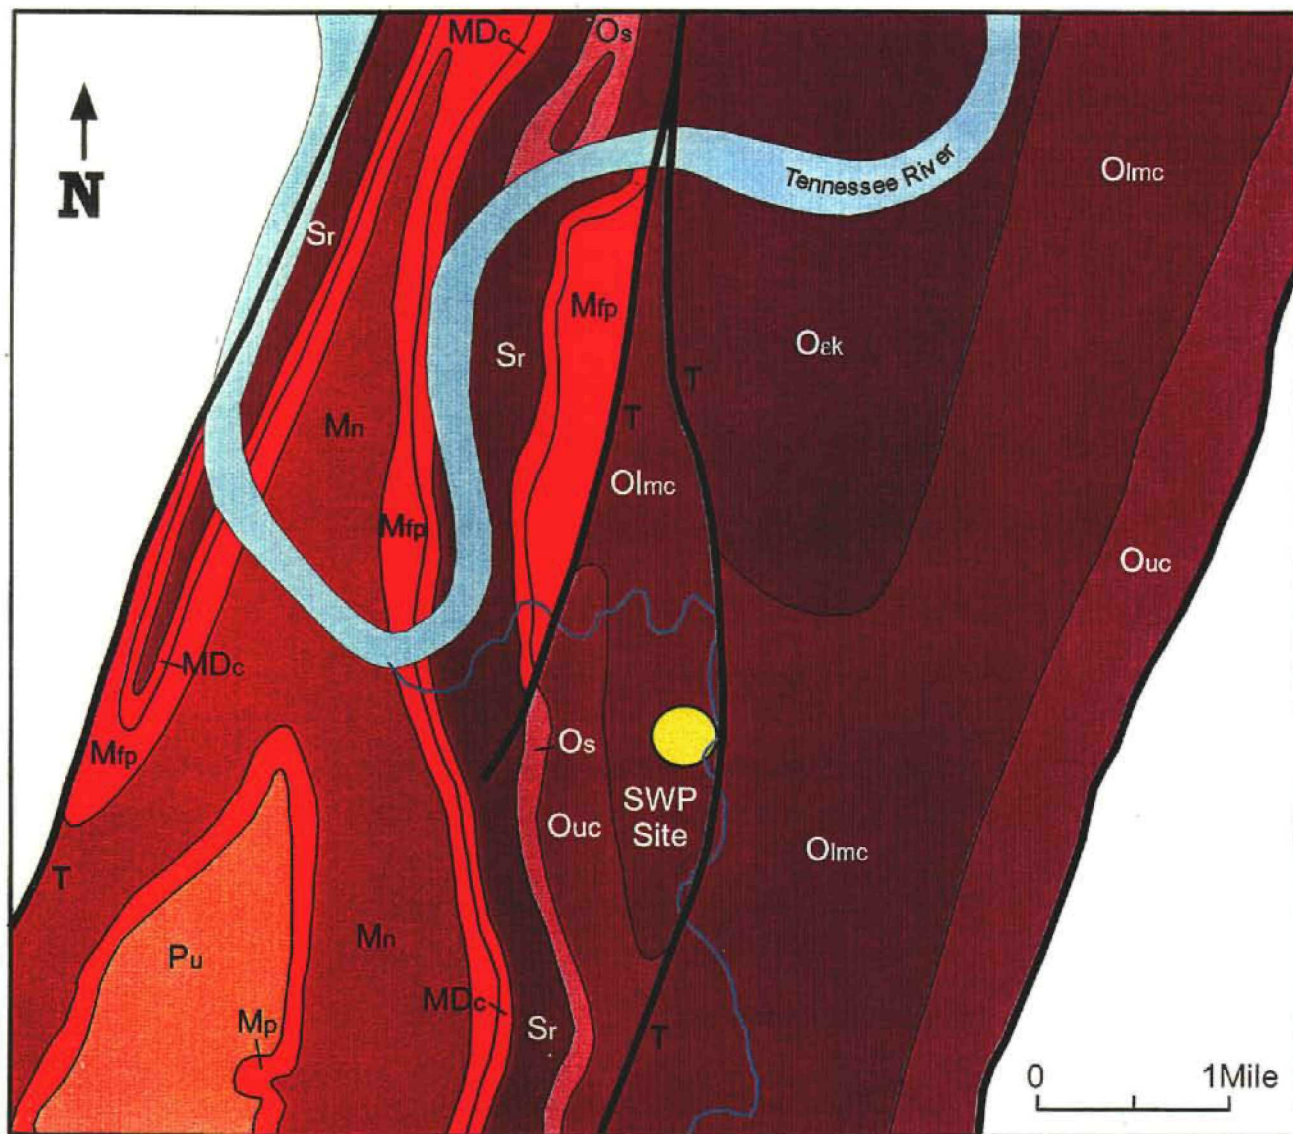 MDc
Os
N
Tennessee River
Olmc
Sr
Mfp
Sr
Oεk
T
T
Mn
Olmc
Mfp
Ouc
MDc
Mfp
Os
SWP
Site
Ouc
Olmc
T
Mn
Pu
MDc
Mp
Sr
T
0 1Mile